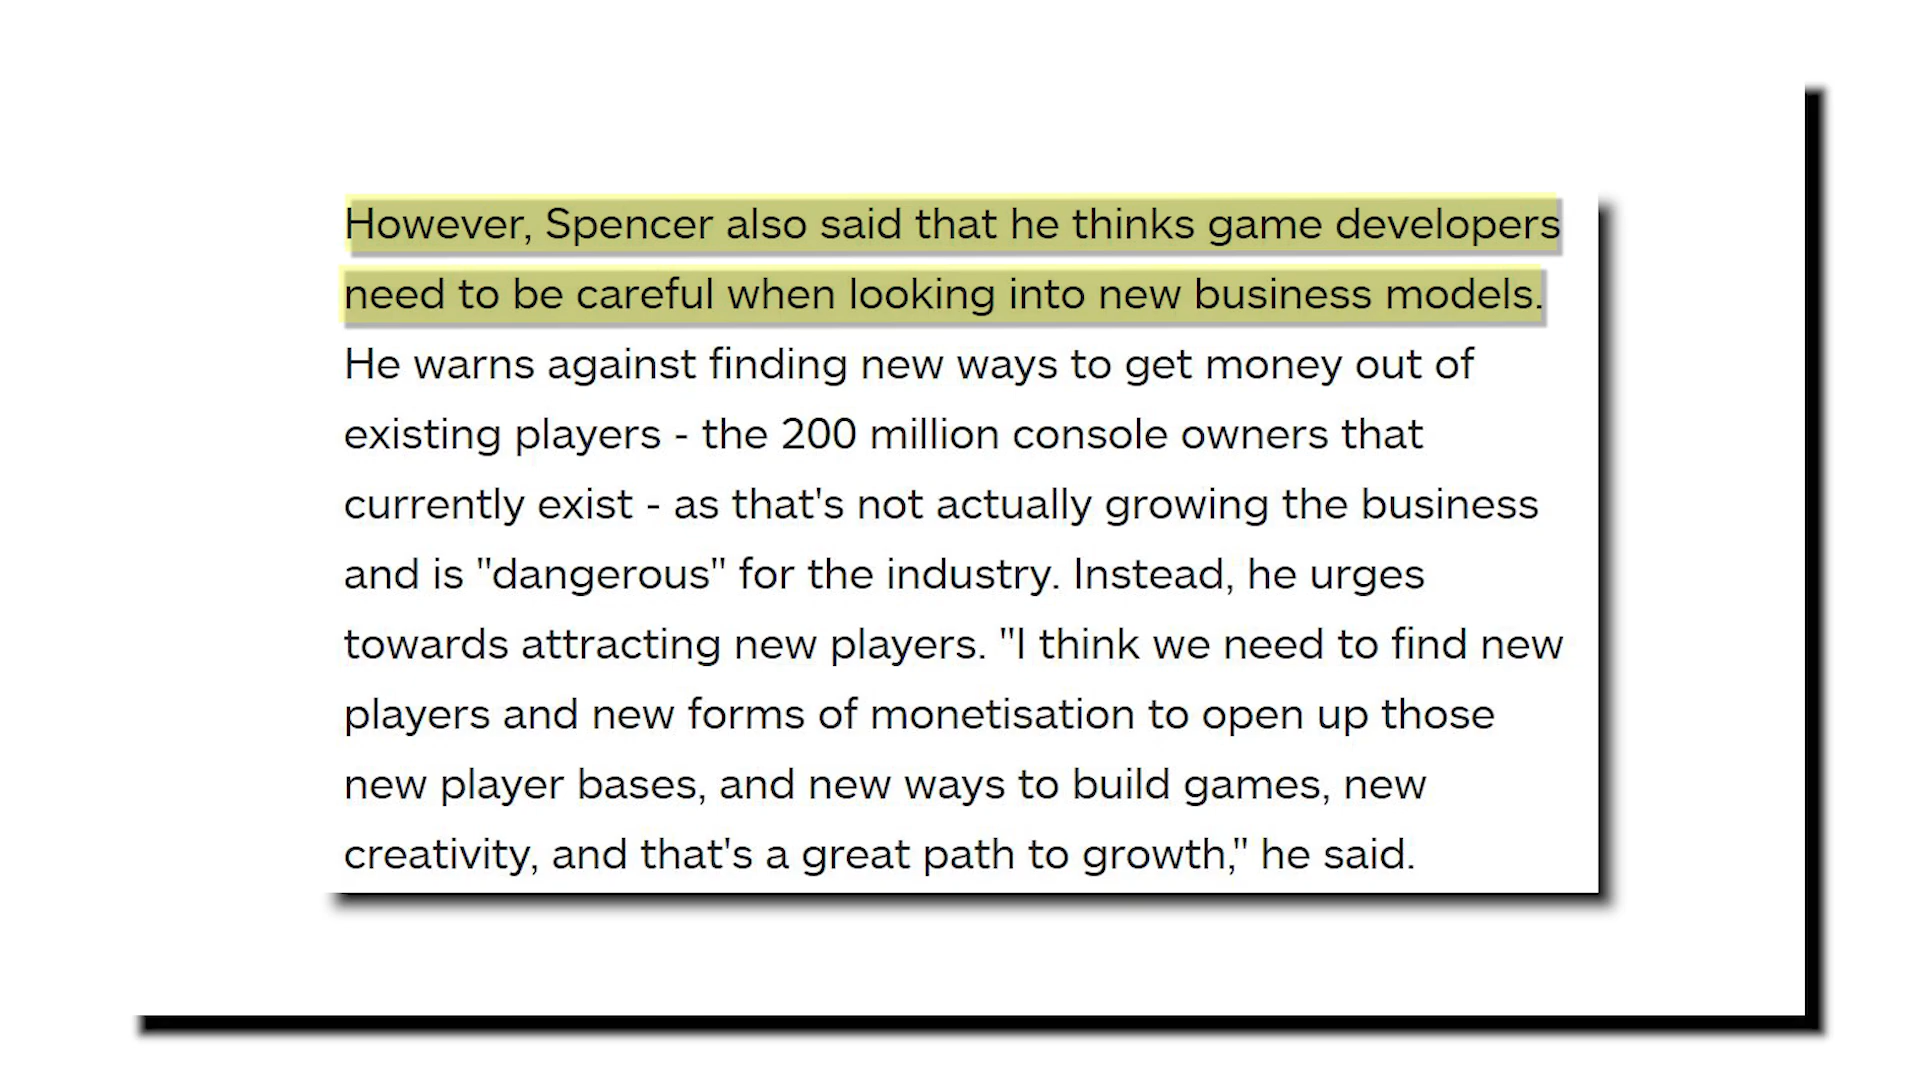 However, Spencer also said that he thinks game developers
need to be careful when looking into new business models.
He warns against finding new ways to get money out of
existing players - the 200 million console owners that
currently exist - as that's not actually growing the business
and is "dangerous" for the industry. Instead, he urges
towards attracting new players. "I think we need to find new
players and new forms of monetisation to open up those
new player bases, and new ways to build games, new
creativity, and that's a great path to growth," he said.